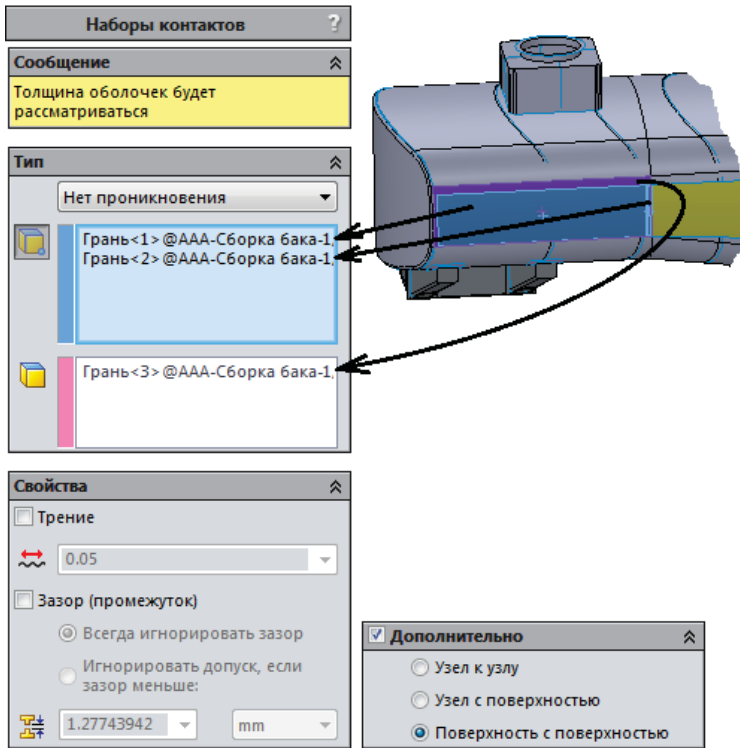 Наборы контактов ?
Сообщение
Толщина оболочек будет
рассматриваться
Тип
Нет проникновения
Грань<1>@AAA-Сборка бака-1,
Грань<2>@AAA-Сборка бака-1,
Грань<3>@AAA-Сборка бака-1,
Свойства
Трение
0.05
Зазор (промежуток)
Всегда игнорировать зазор
Игнорировать допуск, если
зазор меньше:
1.27743942 mm
Дополнительно
Узел к узлу
Узел с поверхностью
Поверхность с поверхностью